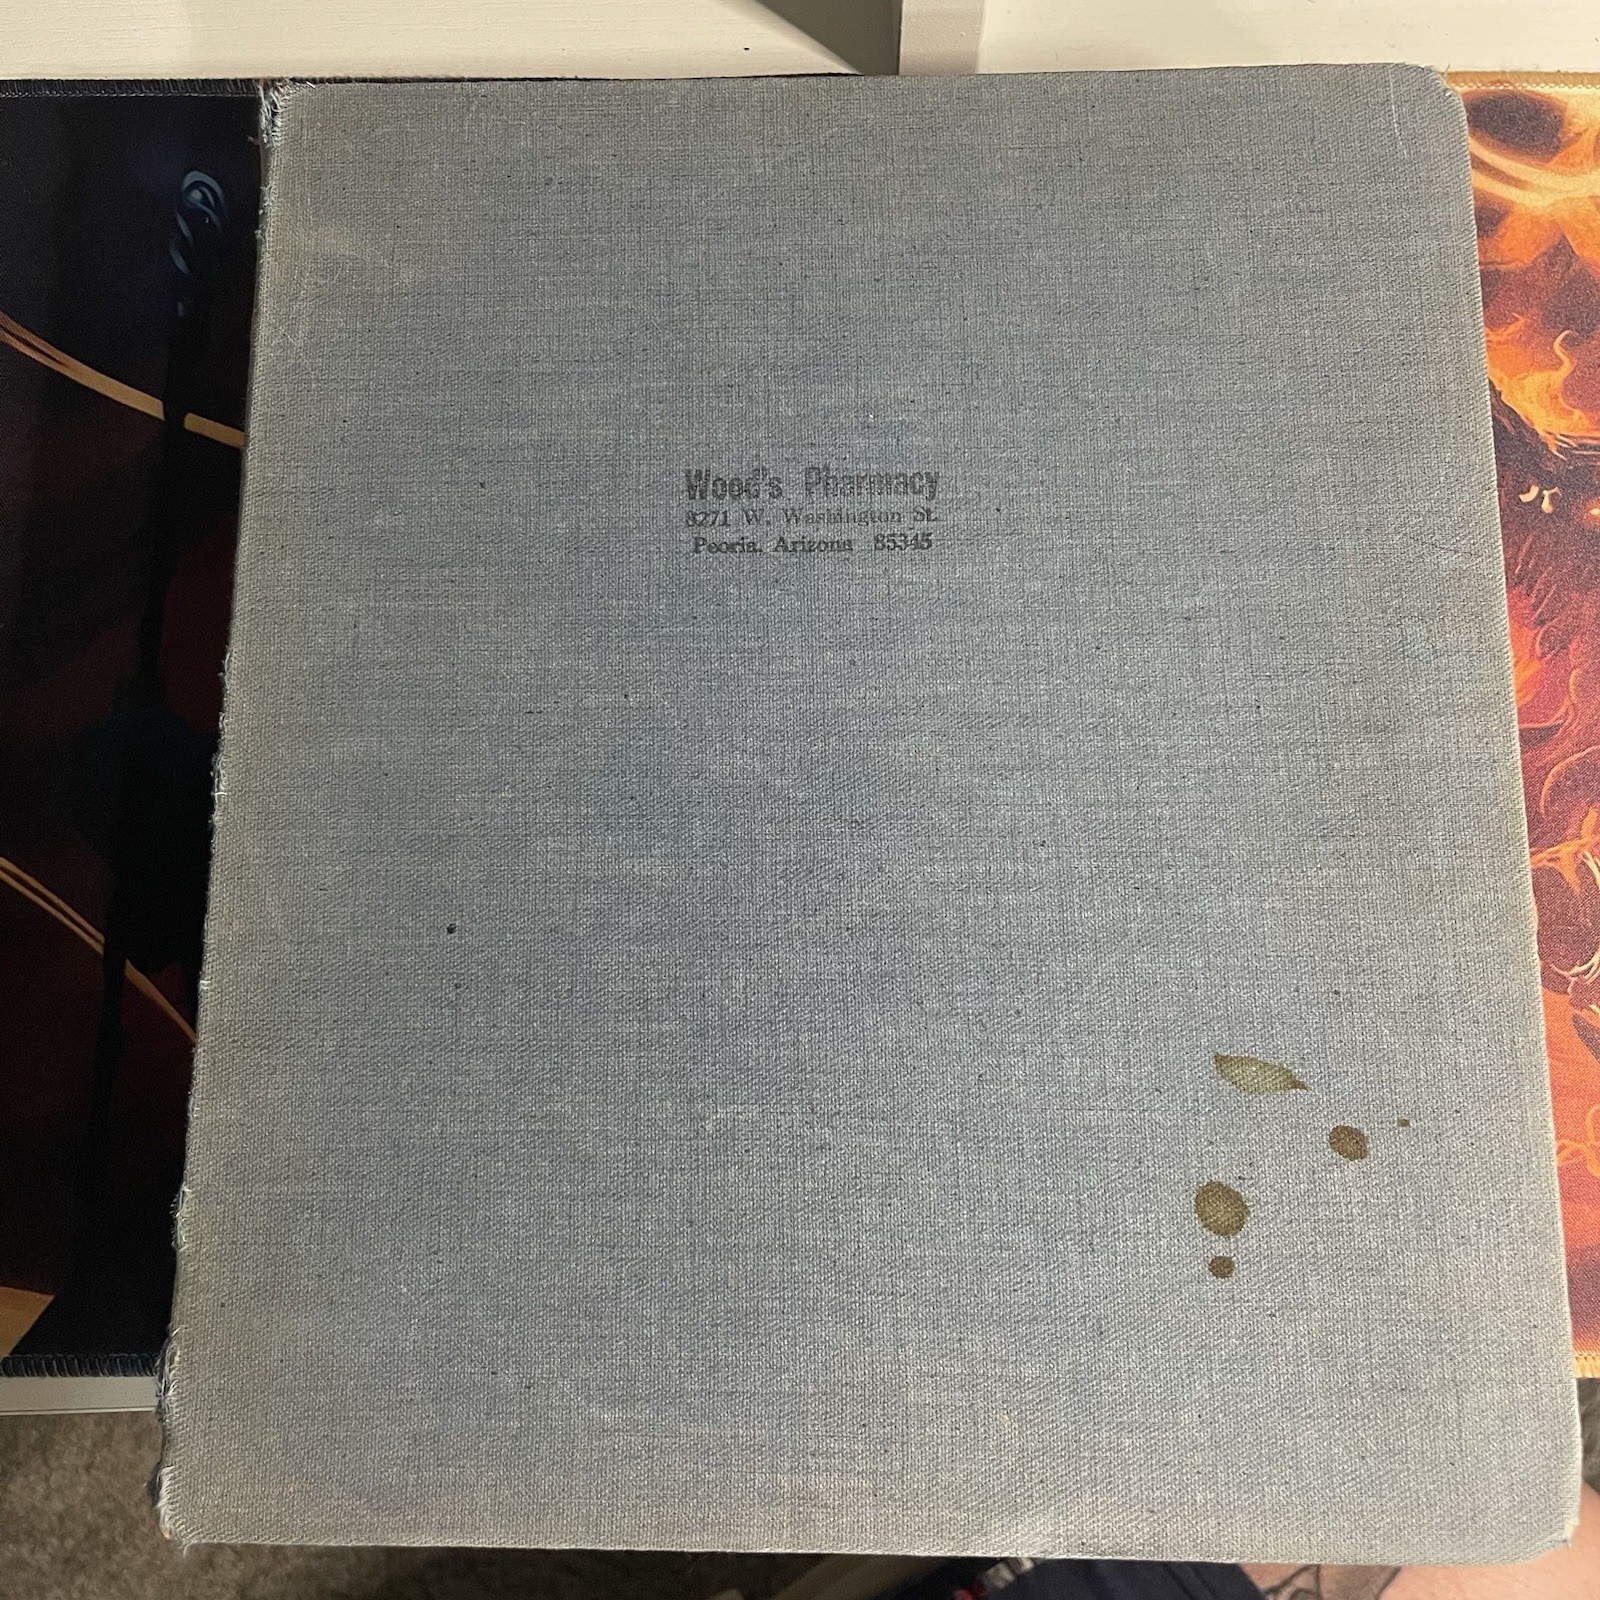 Wood's Pharmacy
8271 W. Washington St.
Peoria, Arizona 85345